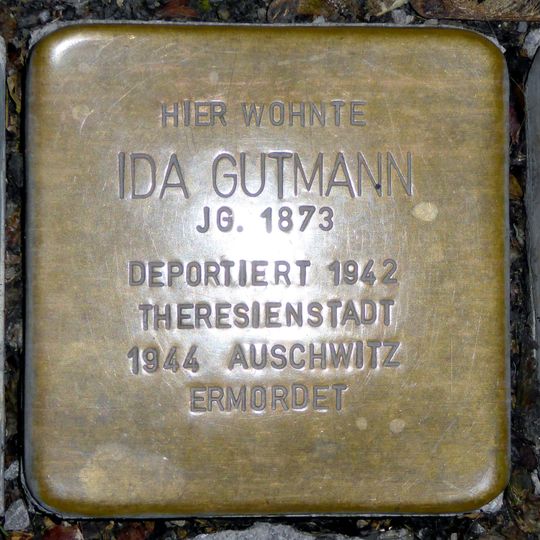 HIER WOHNTE
IDA GUTMANN
JG. 1873
DEPORTIERT 1942
THERESIENSTADT
1944 AUSCHWITZ
ERMORDET